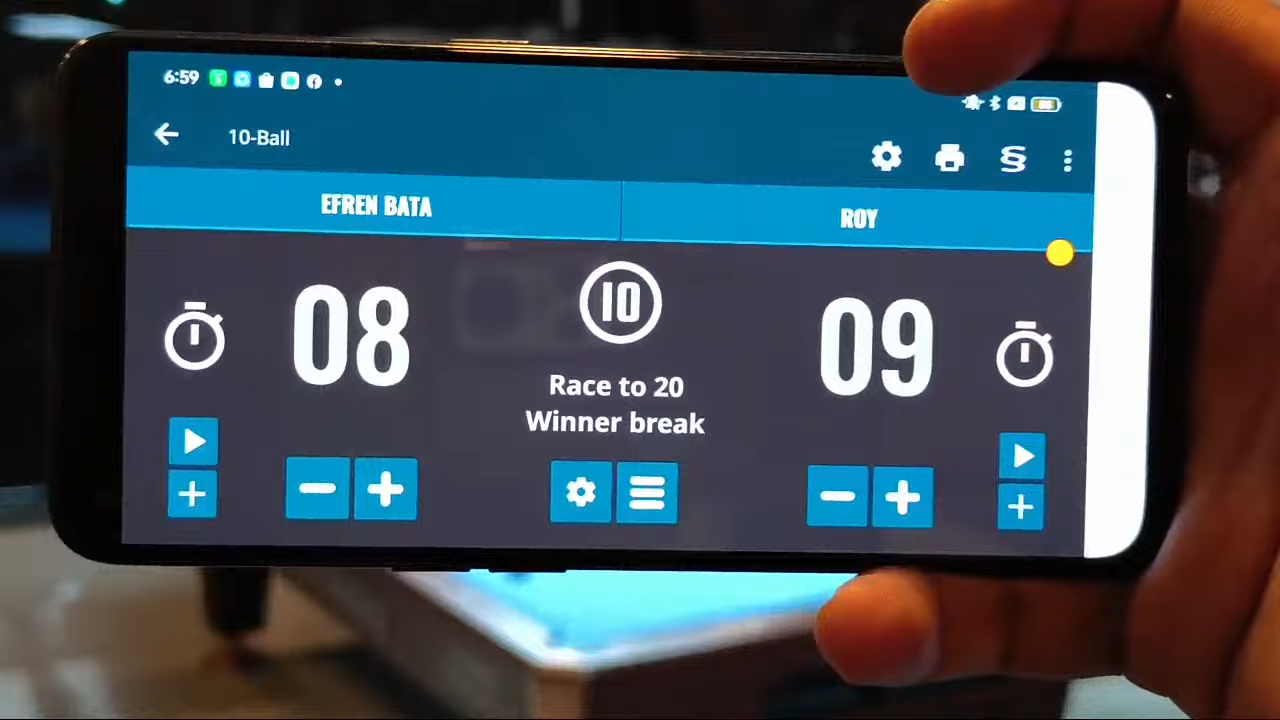 6:59
10-Ball
EFREN BATA
ROY
08
10
09
Race to 20
Winner break